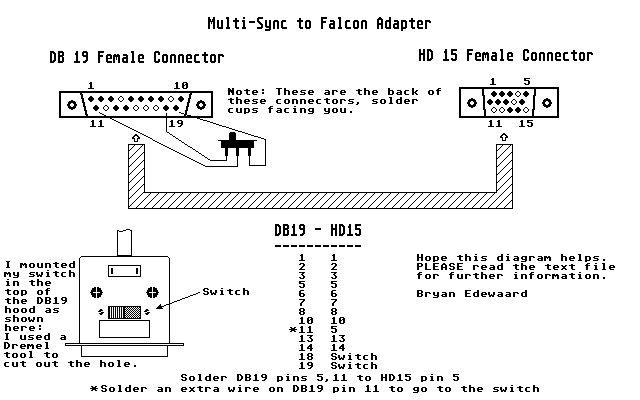 Multi-Sync to Falcon Adapter
DB 19 Female Connector
HD 15 Female Connector
1 10
11 19
Note: These are the back of
these connectors, solder
cups facing you.
1 5
11 15
I mounted
my switch
in the
top of
the DB19
hood as
shown
here:
I used a
Dremel
tool to
cut out the hole.
Switch
DB19 - HD15
------------
1 1
2 2
3 3
5 5
6 6
7 7
8 8
10 10
*11 5
13 13
14 14
18 Switch
19 Switch
Hope this diagram helps.
PLEASE read the text file
for further information.
Bryan Edewaard
Solder DB19 pins 5,11 to HD15 pin 5
*Solder an extra wire on DB19 pin 11 to go to the switch